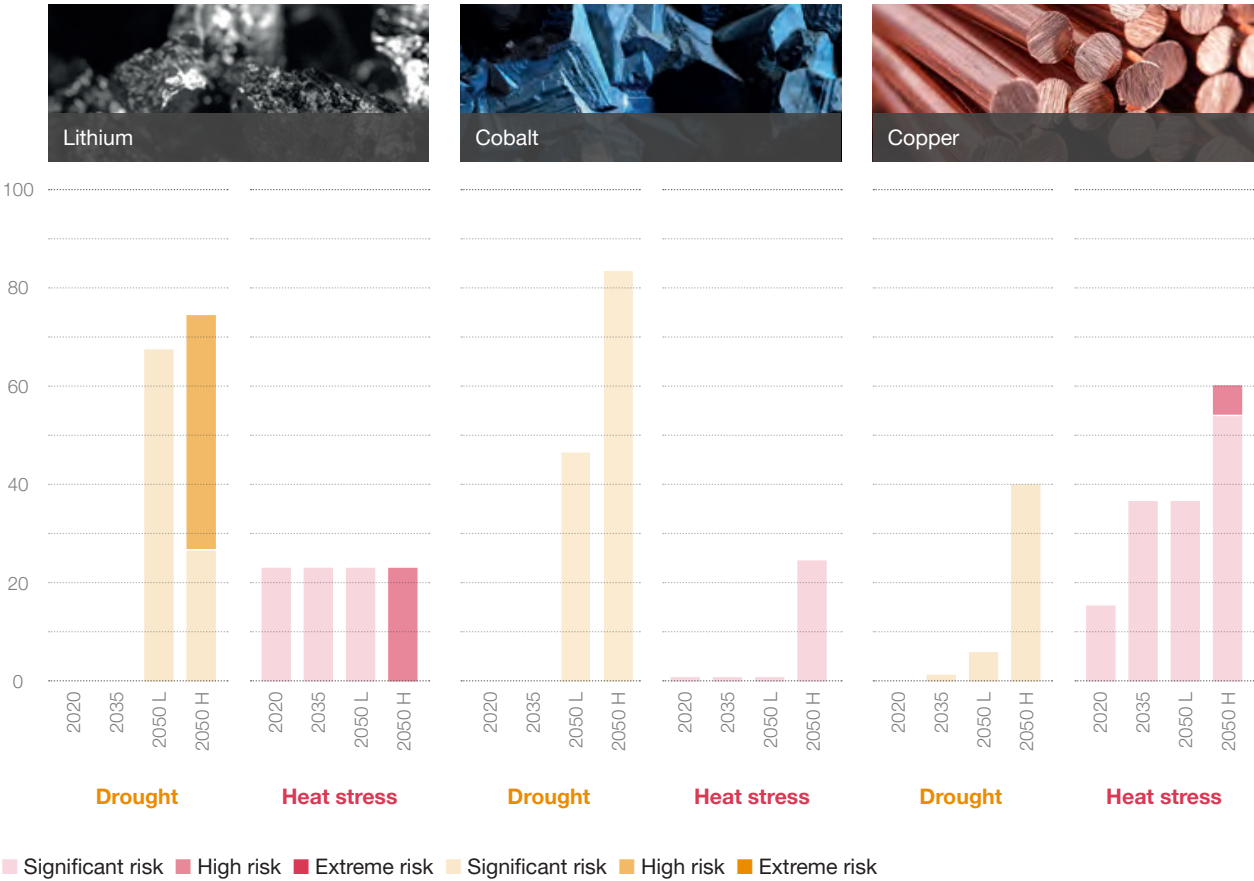 Lithium
Cobalt
Copper
100
80
60
40
20
0
2020
2035
2050 L
2050 H
2020
2035
2050 L
2050 H
2020
2035
2050 L
2050 H
2020
2035
2050 L
2050 H
2020
2035
2050 L
2050 H
2020
2035
2050 L
2050 H
Drought
Heat stress
Drought
Heat stress
Drought
Heat stress
Significant risk High risk Extreme risk Significant risk High risk Extreme risk